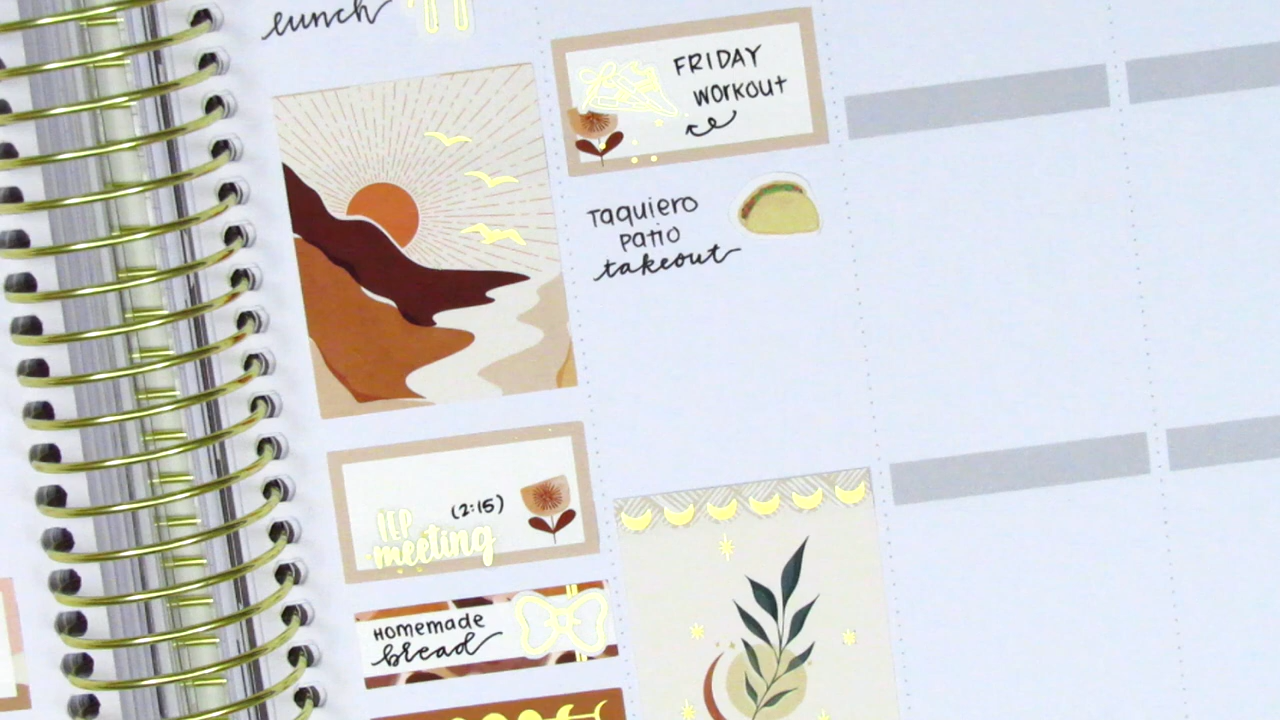 lunch
FRIDAY
WORKOUT
Taquiero
patio
takeout
(2:15)
IEP
meeting
Homemade
bread